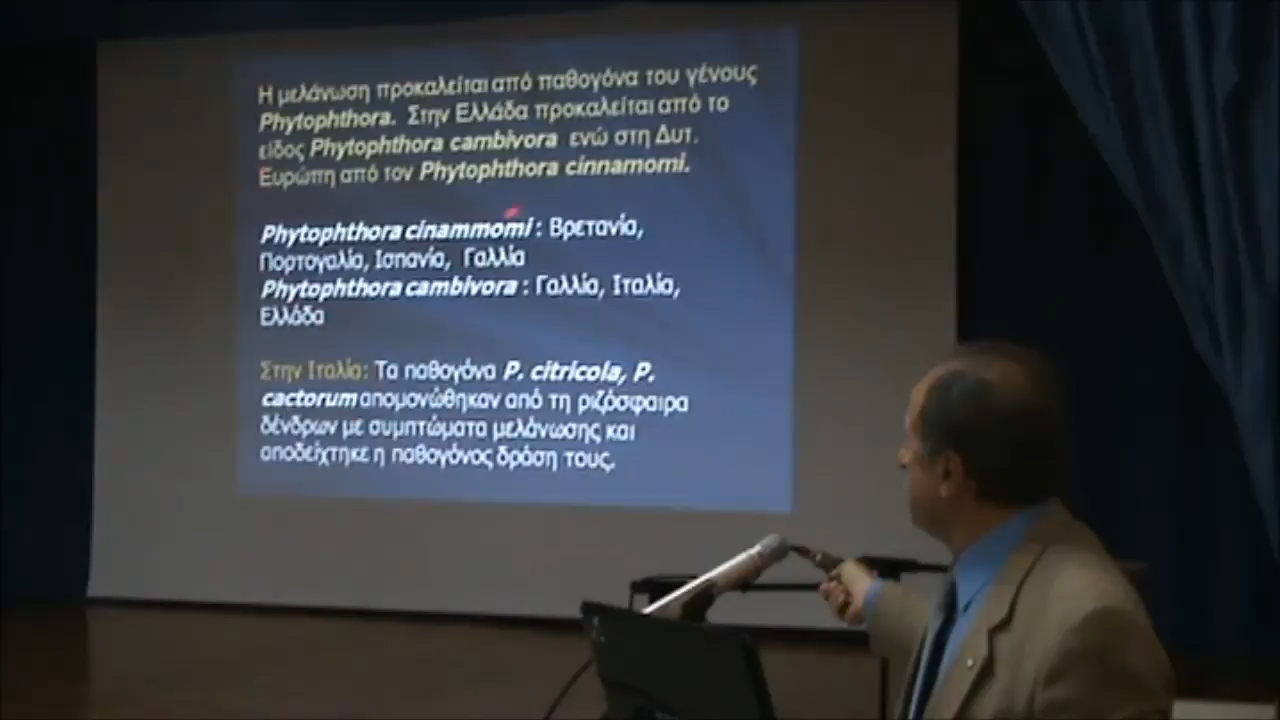 Η μελάνωση προκαλείται από παθογόνα του γένους
Phytophthora. Στην Ελλάδα προκαλείται από το
είδος Phytophthora cambivora ενώ στη Δυτ.
Ευρώπη από τον Phytophthora cinnamomi.
Phytophthora cinammomi : Βρετανία,
Πορτογαλία, Ισπανία, Γαλλία
Phytophthora cambivora : Γαλλία, Ιταλία,
Ελλάδα
Στην Ιταλία: Τα παθογόνα P. citricola, P.
cactorum απομονώθηκαν από τη ριζόσφαιρα
δένδρων με συμπτώματα μελάνωσης και
αποδείχτηκε η παθογόνος δράση τους.